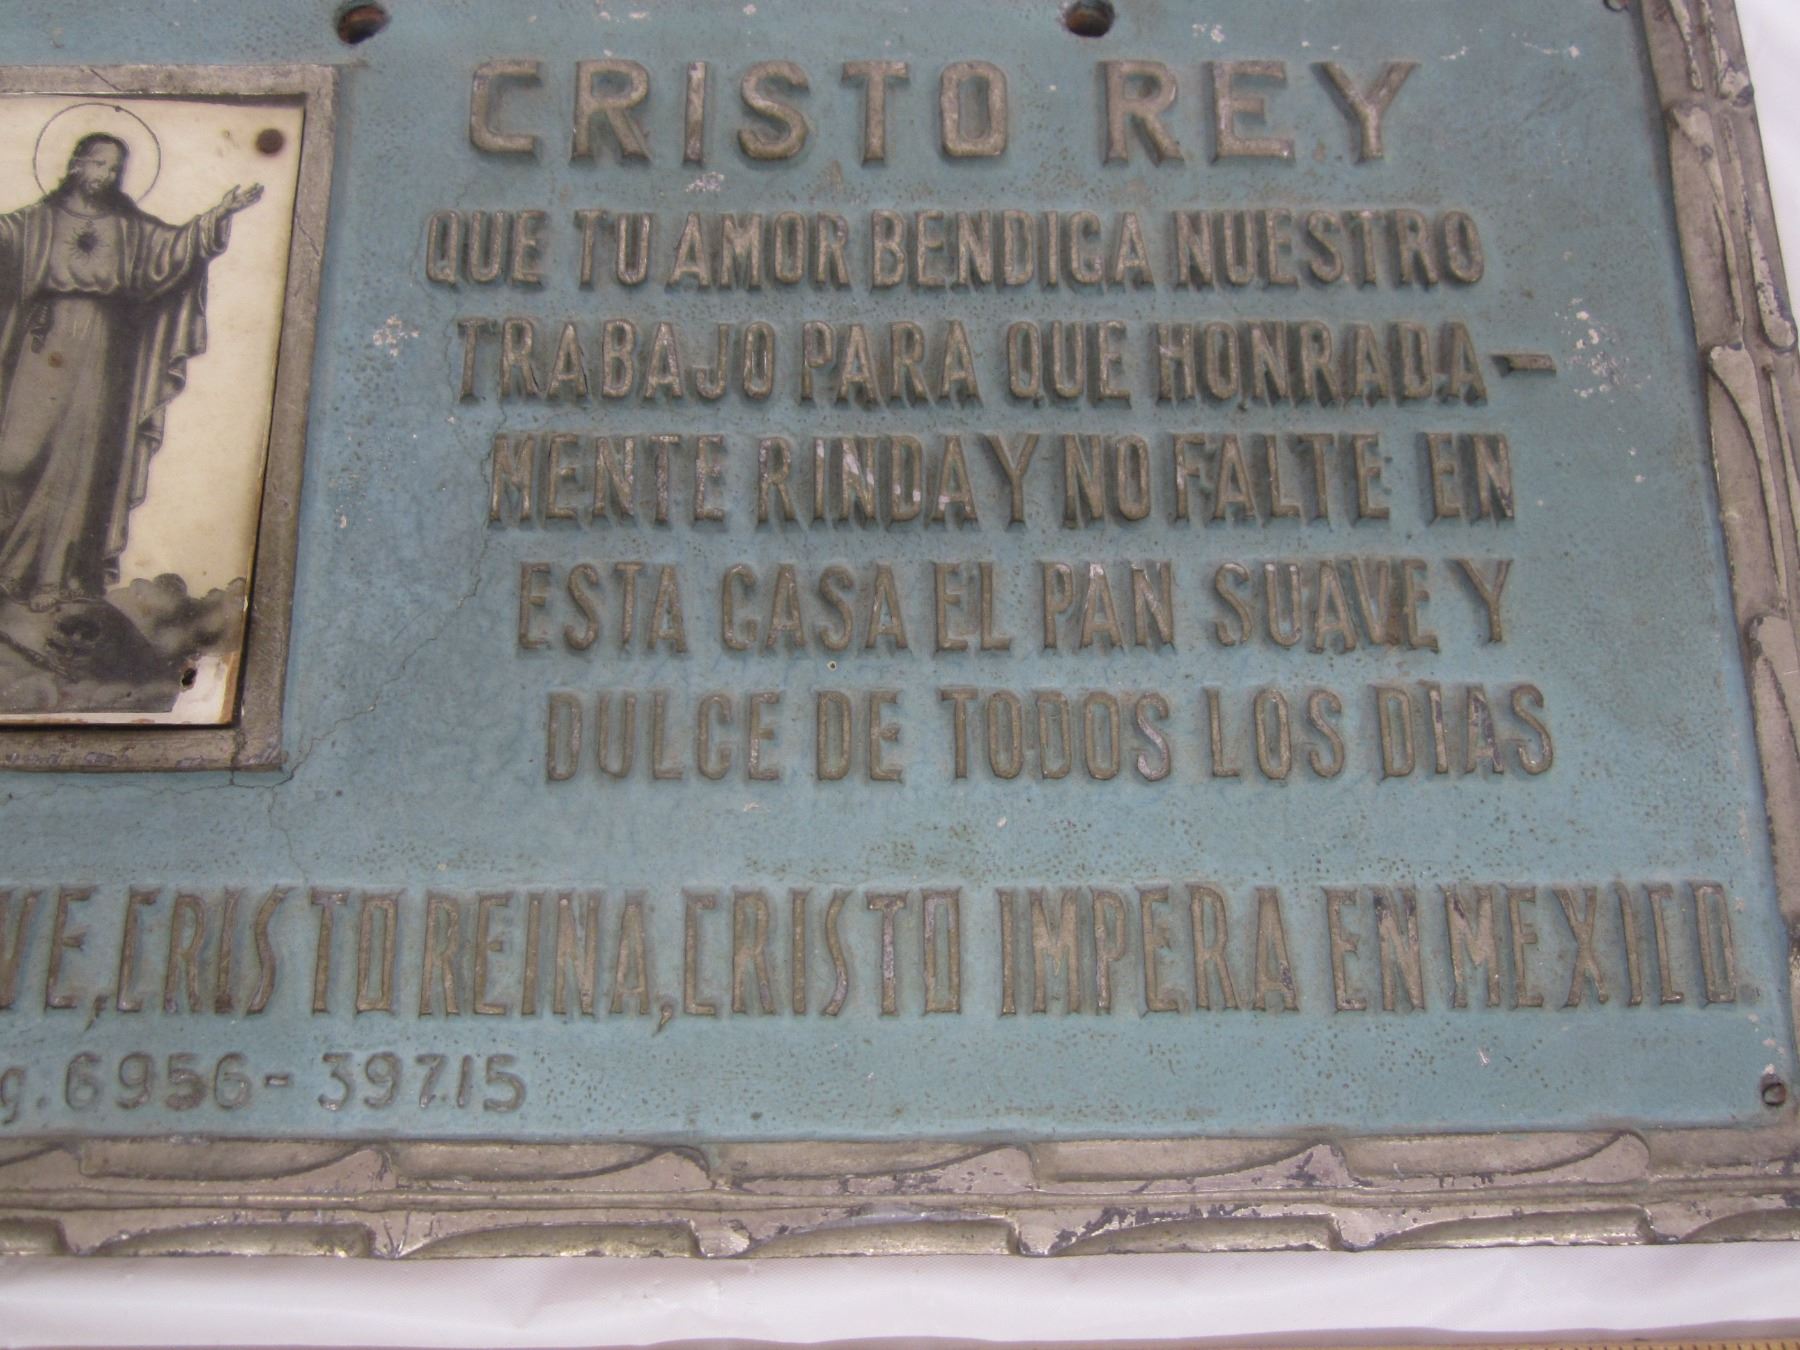 CRISTO REY
QUE TU AMOR BENDIGA NUESTRO
TRABAJO PARA QUE HONRADA-
MENTE RINDA Y NO FALTE EN
ESTA CASA EL PAN SUAVE Y
DULCE DE TODOS LOS DIAS
VE, CRISTO REINA, CRISTO IMPERA EN MEXICO
g. 6956-39715